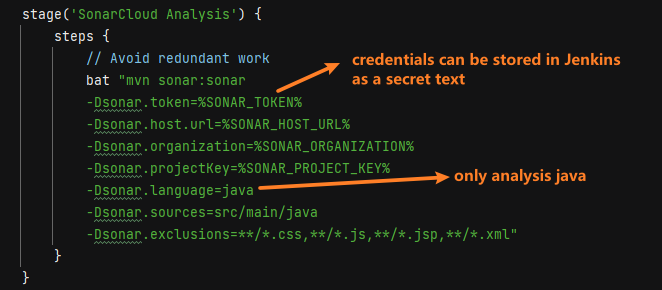 stage('SonarCloud Analysis') {
steps {
// Avoid redundant work
bat "mvn sonar:sonar
-Dsonar.token=%SONAR_TOKEN%
-Dsonar.host.url=%SONAR_HOST_URL%
-Dsonar.organization=%SONAR_ORGANIZATION%
-Dsonar.projectKey=%SONAR_PROJECT_KEY%
-Dsonar.language=java
-Dsonar.sources=src/main/java
-Dsonar.exclusions=**/*.css,**/*.js,**/*.jsp,**/*.xml"
}
}
credentials can be stored in Jenkins
as a secret text
only analysis java